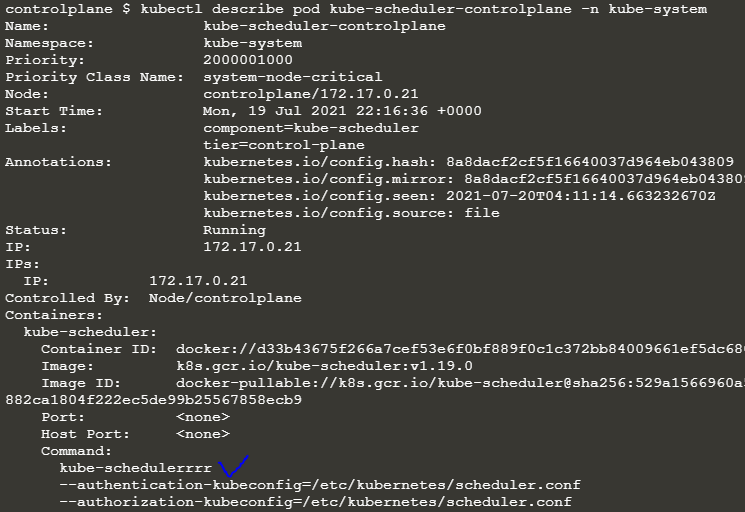 controlplane $ kubectl describe pod kube-scheduler-controlplane -n kube-system
Name: kube-scheduler-controlplane
Namespace: kube-system
Priority: 2000001000
Priority Class Name: system-node-critical
Node: controlplane/172.17.0.21
Start Time: Mon, 19 Jul 2021 22:16:36 +0000
Labels: component=kube-scheduler
tier=control-plane
Annotations: kubernetes.io/config.hash: 8a8dacf2cf5f16640037d964eb043809
kubernetes.io/config.mirror: 8a8dacf2cf5f16640037d964eb043809
kubernetes.io/config.seen: 2021-07-20T04:11:14.663232670Z
kubernetes.io/config.source: file
Status: Running
IP: 172.17.0.21
IPs:
IP: 172.17.0.21
Controlled By: Node/controlplane
Containers:
kube-scheduler:
Container ID: docker://d33b43675f266a7cef53e6f0bf889f0c1c372bb84009661ef5dc68
Image: k8s.gcr.io/kube-scheduler:v1.19.0
Image ID: docker-pullable://k8s.gcr.io/kube-scheduler@sha256:529a1566960a
882ca1804f222ec5de99b25567858ecb9
Port: <none>
Host Port: <none>
Command:
kube-schedulerrrr
--authentication-kubeconfig=/etc/kubernetes/scheduler.conf
--authorization-kubeconfig=/etc/kubernetes/scheduler.conf